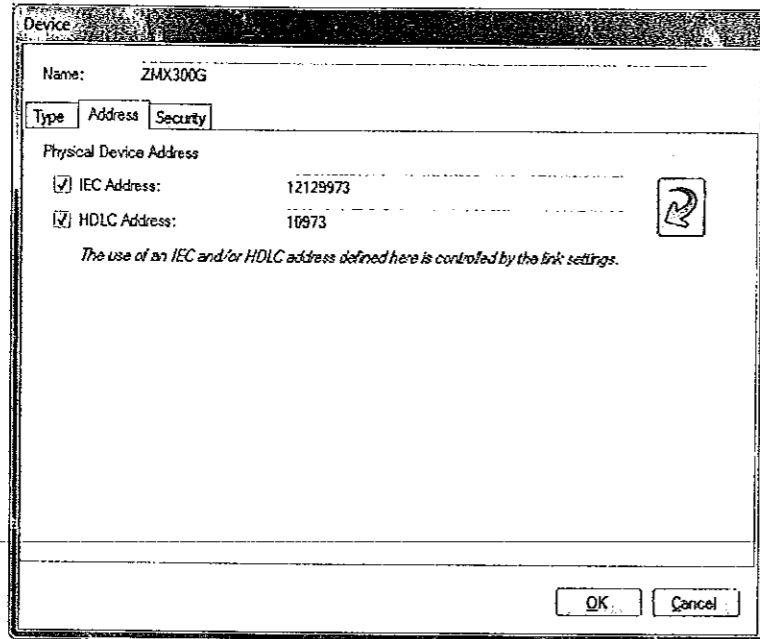 Device
Name: ZMX300G
Type Address Security
Physical Device Address
IEC Address: 12129973
HDLC Address: 10973
The use of an IEC and/or HDLC address defined here is controlled by the link settings.
OK Cancel